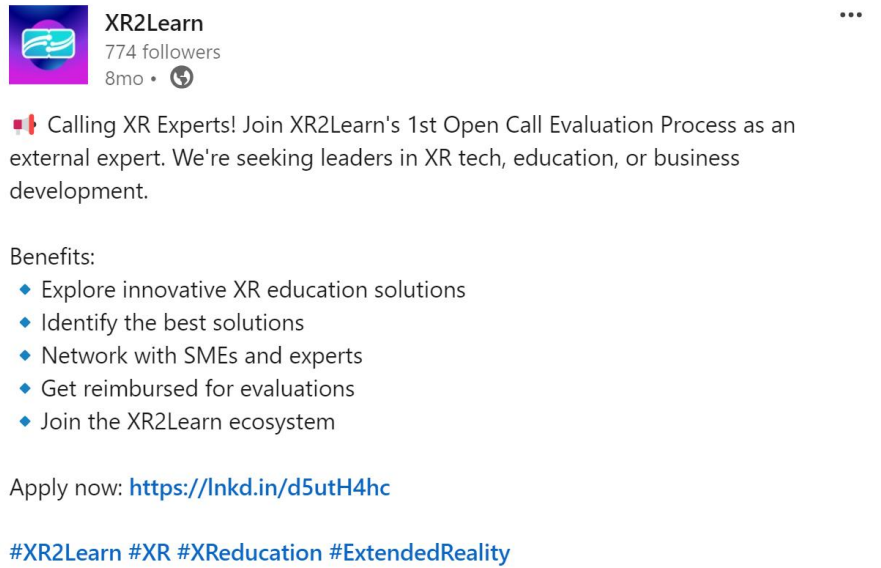 XR2Learn
774 followers
8mo •
📢 Calling XR Experts! Join XR2Learn's 1st Open Call Evaluation Process as an
external expert. We're seeking leaders in XR tech, education, or business
development.
Benefits:
🔹 Explore innovative XR education solutions
🔹 Identify the best solutions
🔹 Network with SMEs and experts
🔹 Get reimbursed for evaluations
🔹 Join the XR2Learn ecosystem
Apply now: https://lnkd.in/d5utH4hc
#XR2Learn #XR #XReducation #ExtendedReality